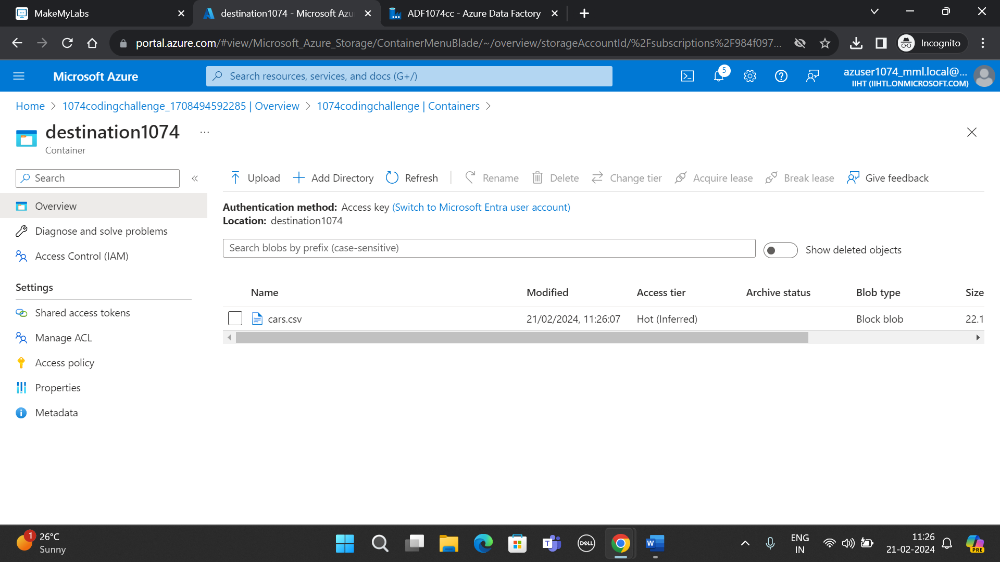 MakeMyLabs
destination1074 - Microsoft Azu
ADF1074cc - Azure Data Factory
portal.azure.com/#view/Microsoft_Azure_Storage/ContainerMenuBlade/~/overview/storageAccountId/%2Fsubscriptions%2F984f097...
Incognito
Microsoft Azure
Search resources, services, and docs (G+/)
5
azuser1074_mml.local@...
IIHT (IIHTL.ONMICROSOFT.COM)
Home > 1074codingchallenge_1708494592285 | Overview > 1074codingchallenge | Containers >
destination1074 ...
Container
Search
Upload Add Directory Refresh Rename Delete Change tier Acquire lease Break lease Give feedback
Overview
Diagnose and solve problems
Access Control (IAM)
Settings
Shared access tokens
Manage ACL
Access policy
Properties
Metadata
Authentication method: Access key (Switch to Microsoft Entra user account)
Location: destination1074
Search blobs by prefix (case-sensitive)
Show deleted objects
Name Modified Access tier Archive status Blob type Size
cars.csv 21/02/2024, 11:26:07 Hot (Inferred) Block blob 22.1
1
26°C
Sunny
DELL
T
W
ENG
IN
11:26
21-02-2024
PRE